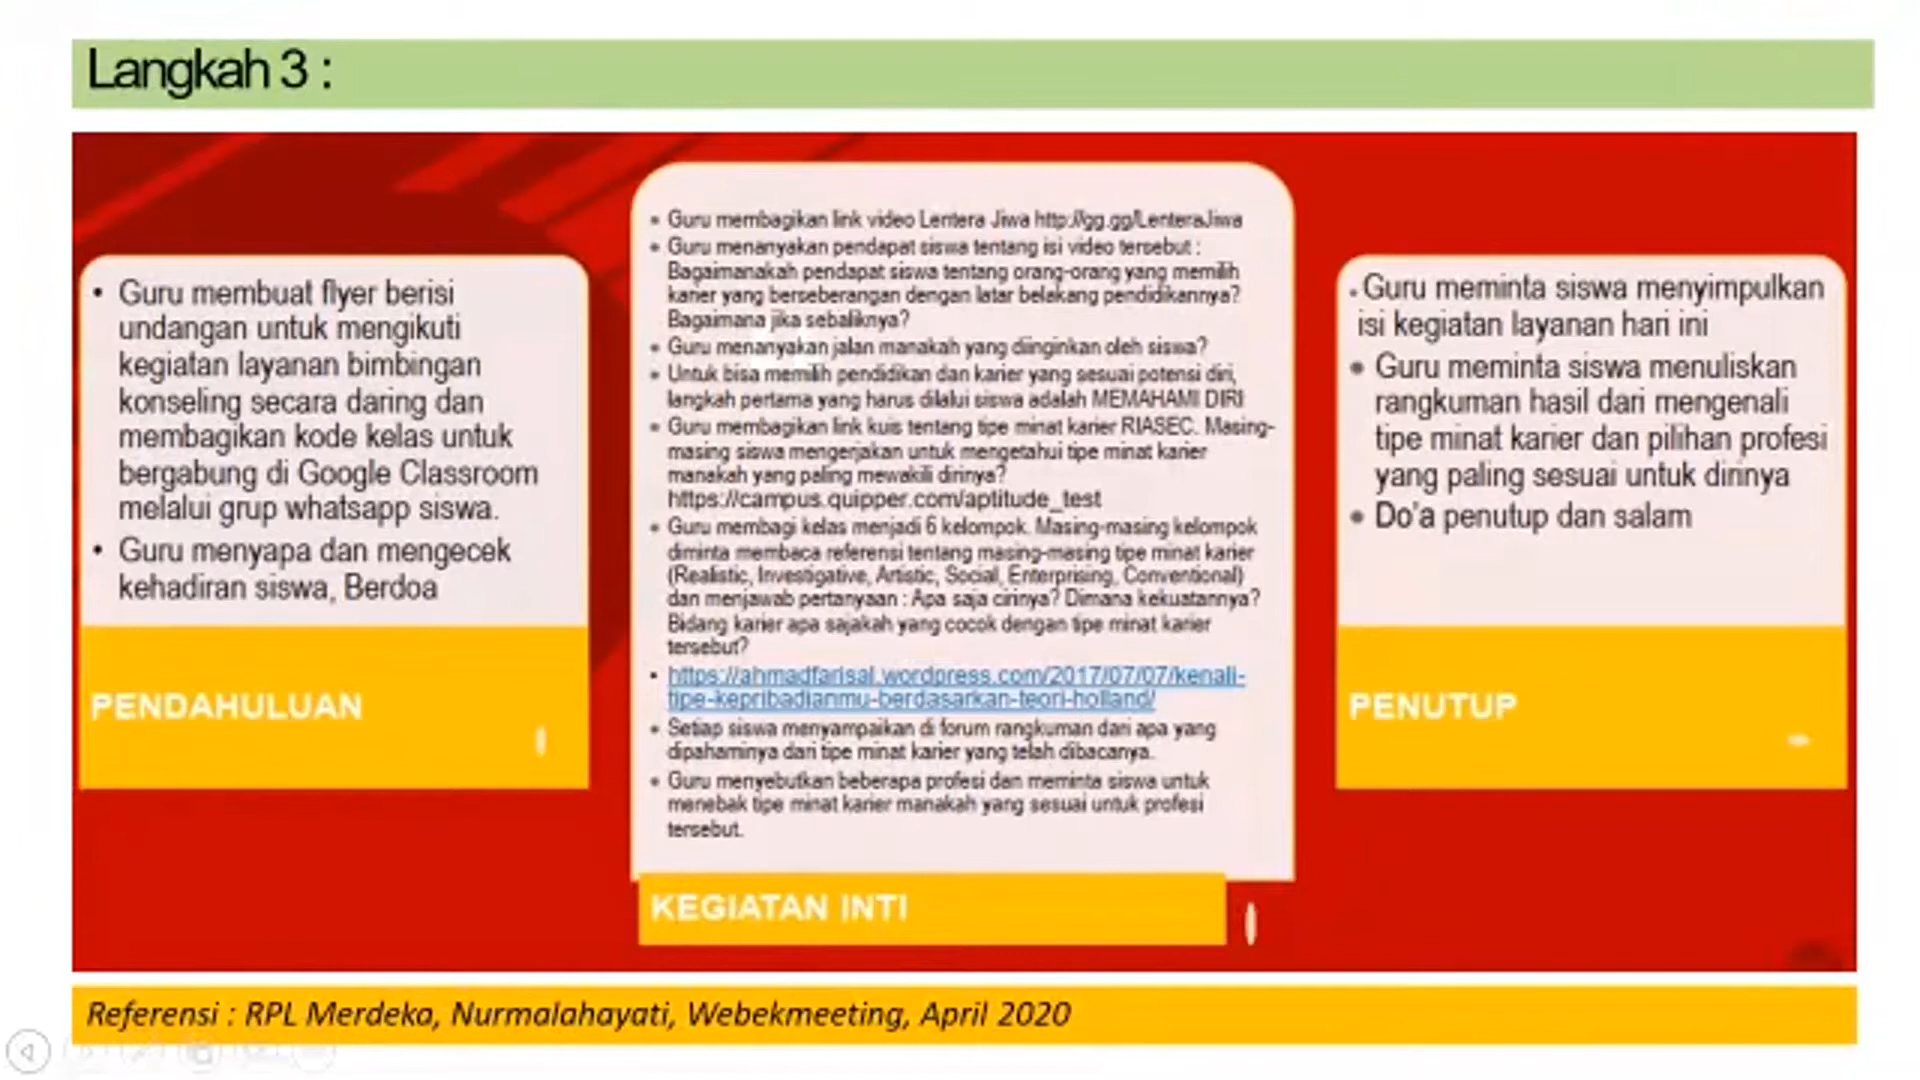 Langkah 3 :
• Guru membuat flyer berisi
undangan untuk mengikuti
kegiatan layanan bimbingan
konseling secara daring dan
membagikan kode kelas untuk
bergabung di Google Classroom
melalui grup whatsapp siswa.
• Guru menyapa dan mengecek
kehadiran siswa, Berdoa
PENDAHULUAN
• Guru membagikan link video Lentera Jiwa http://gg.gg/LenteraJiwa
• Guru menanyakan pendapat siswa tentang isi video tersebut :
Bagaimanakah pendapat siswa tentang orang-orang yang memilih
karier yang berseberangan dengan latar belakang pendidikannya?
Bagaimana jika sebaliknya?
• Guru menanyakan jalan manakah yang diinginkan oleh siswa?
• Untuk bisa memilih pendidikan dan karier yang sesuai potensi diri,
langkah pertama yang harus dilalui siswa adalah MEMAHAMI DIRI
• Guru membagikan link kuis tentang tipe minat karier RIASEC. Masing-
masing siswa mengerjakan untuk mengetahui tipe minat karier
manakah yang paling mewakili dirinya?
https://campus.quipper.com/aptitude_test
• Guru membagi kelas menjadi 6 kelompok. Masing-masing kelompok
diminta membaca referensi tentang masing-masing tipe minat karier
(Realistic, Investigative, Artistic, Social, Enterprising, Conventional)
dan menjawab pertanyaan : Apa saja cirinya? Dimana kekuatannya?
Bidang karier apa sajakah yang cocok dengan tipe minat karier
tersebut?
• https://ahmadfarisal.wordpress.com/2017/07/07/kenali-
tipe-kepribadianmu-berdasarkan-teori-holland/
• Setiap siswa menyampaikan di forum rangkuman dari apa yang
dipahaminya dari tipe minat karier yang telah dibacanya.
• Guru menyebutkan beberapa profesi dan meminta siswa untuk
menebak tipe minat karier manakah yang sesuai untuk profesi
tersebut.
KEGIATAN INTI
• Guru meminta siswa menyimpulkan
isi kegiatan layanan hari ini
• Guru meminta siswa menuliskan
rangkuman hasil dari mengenali
tipe minat karier dan pilihan profesi
yang paling sesuai untuk dirinya
• Do'a penutup dan salam
PENUTUP
Referensi : RPL Merdeka, Nurmalahayati, Webekmeeting, April 2020